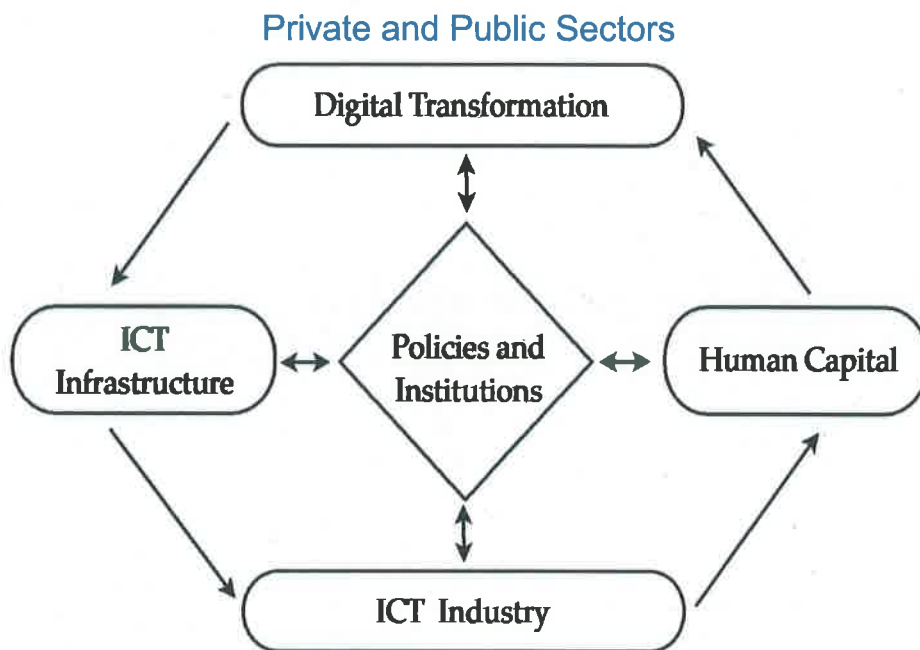 Private and Public Sectors
Digital Transformation
ICT
Infrastructure
Policies and
Institutions
Human Capital
ICT Industry